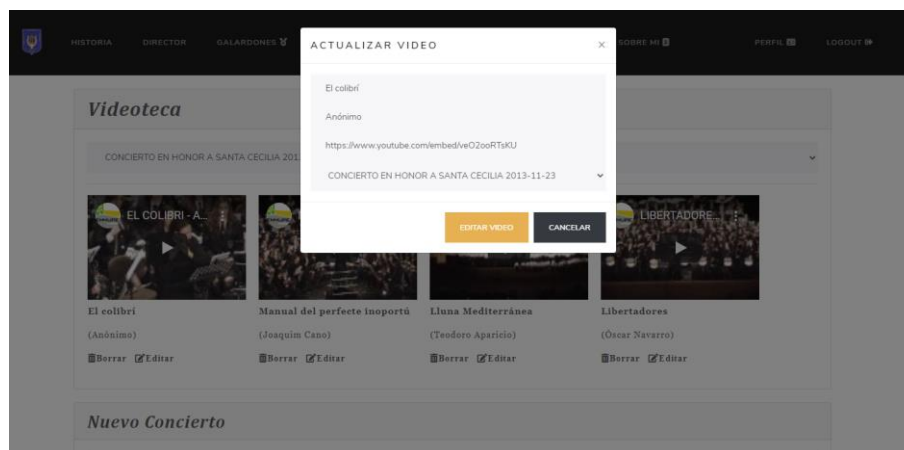 HISTORIA DIRECTOR GALARDONES SOBRE MI PERFIL LOGOUT
ACTUALIZAR VIDEO ×
El colibrí
Anónimo
https://www.youtube.com/embed/veO2ooRTsKU
CONCIERTO EN HONOR A SANTA CECILIA 2013-11-23
EDITAR VIDEO CANCELAR
Videoteca
CONCIERTO EN HONOR A SANTA CECILIA 201
EL COLIBRI - A... LIBERTADORE...
El colibrí Manual del perfecte inoportú Lluna Mediterránea Libertadores
(Anónimo) (Joaquim Cano) (Teodoro Aparicio) (Óscar Navarro)
Borrar Editar Borrar Editar Borrar Editar Borrar Editar
Nuevo Concierto